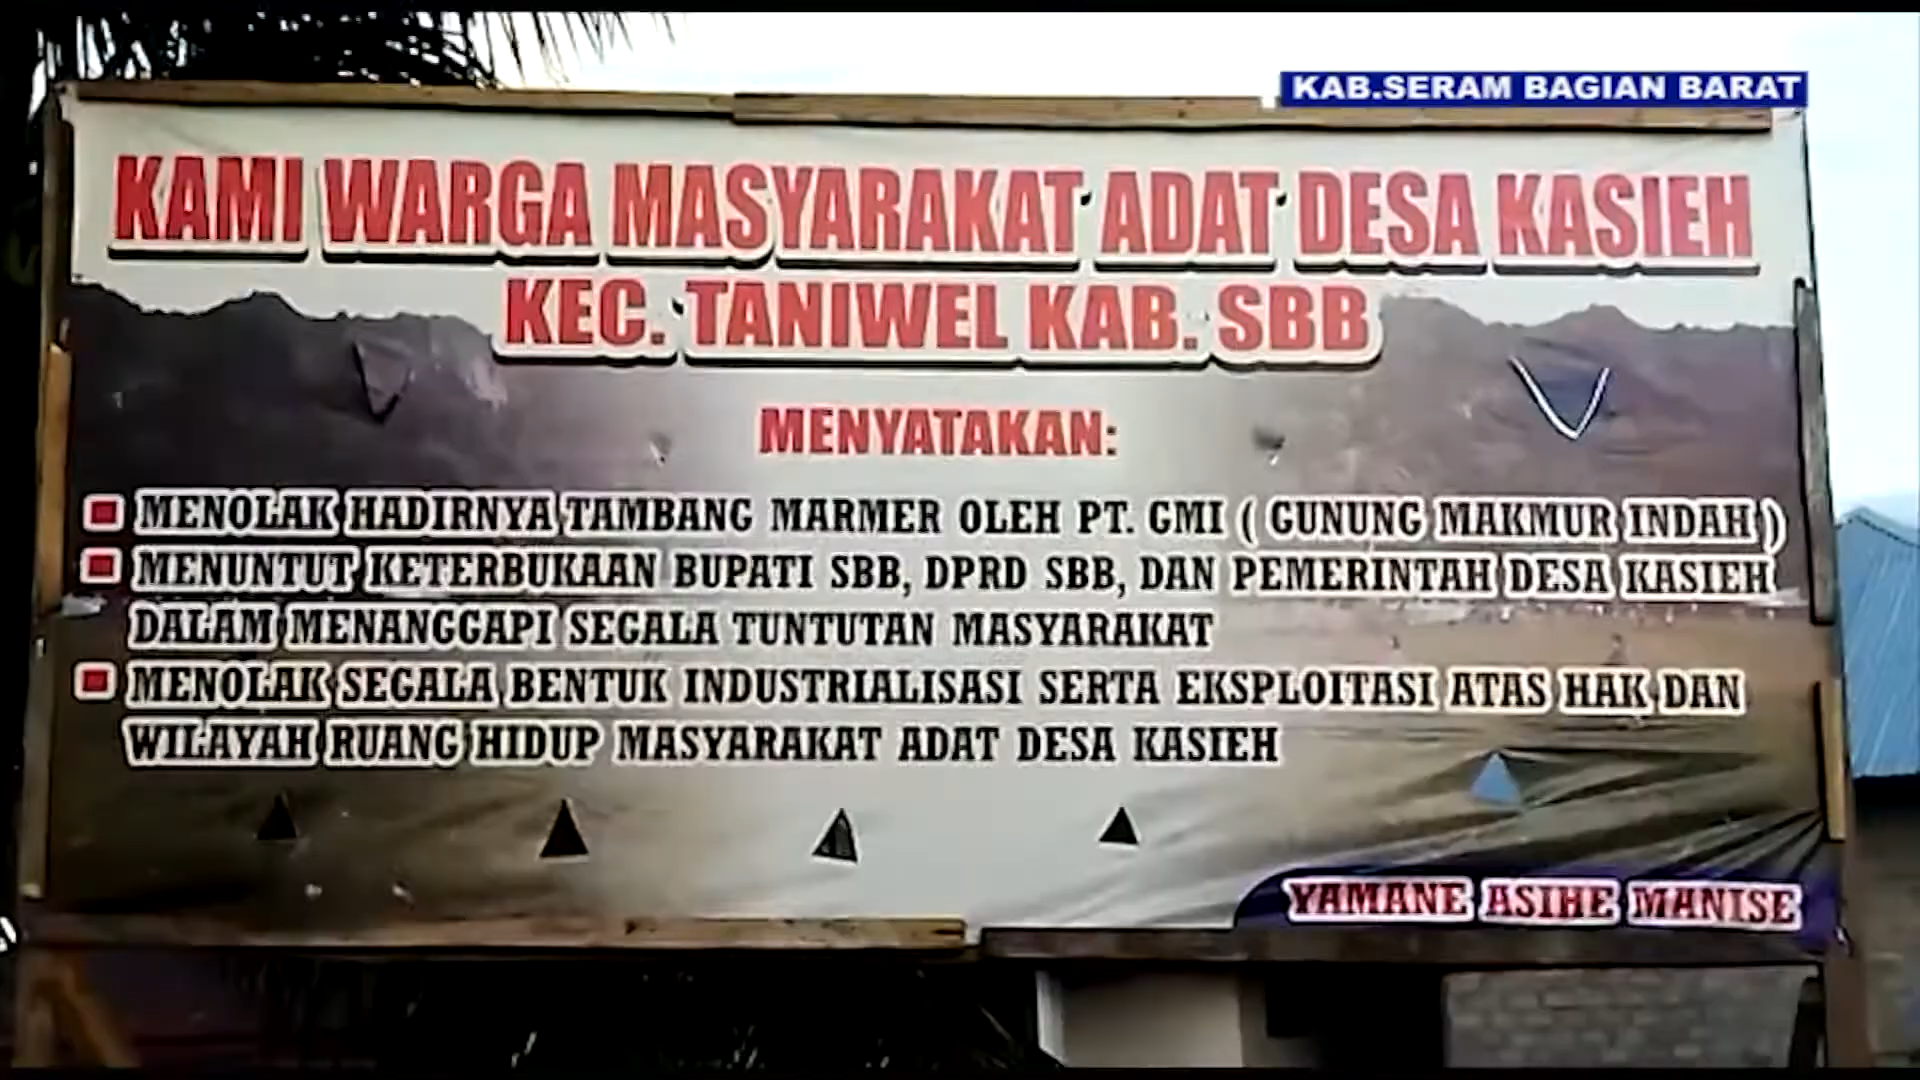 KAB.SERAM BAGIAN BARAT
KAMI WARGA MASYARAKAT ADAT DESA KASIEH
KEC. TANIWEL KAB. SBB
MENYATAKAN:
MENOLAK HADIRNYA TAMBANG MARMER OLEH PT. GMI ( GUNUNG MAKMUR INDAH )
MENUNTUT KETERBUKAAN BUPATI SBB, DPRD SBB, DAN PEMERINTAH DESA KASIEH
DALAM MENANGGAPI SEGALA TUNTUTAN MASYARAKAT
MENOLAK SEGALA BENTUK INDUSTRIALISASI SERTA EKSPLOITASI ATAS HAK DAN
WILAYAH RUANG HIDUP MASYARAKAT ADAT DESA KASIEH
YAMANE ASIHE MANISE